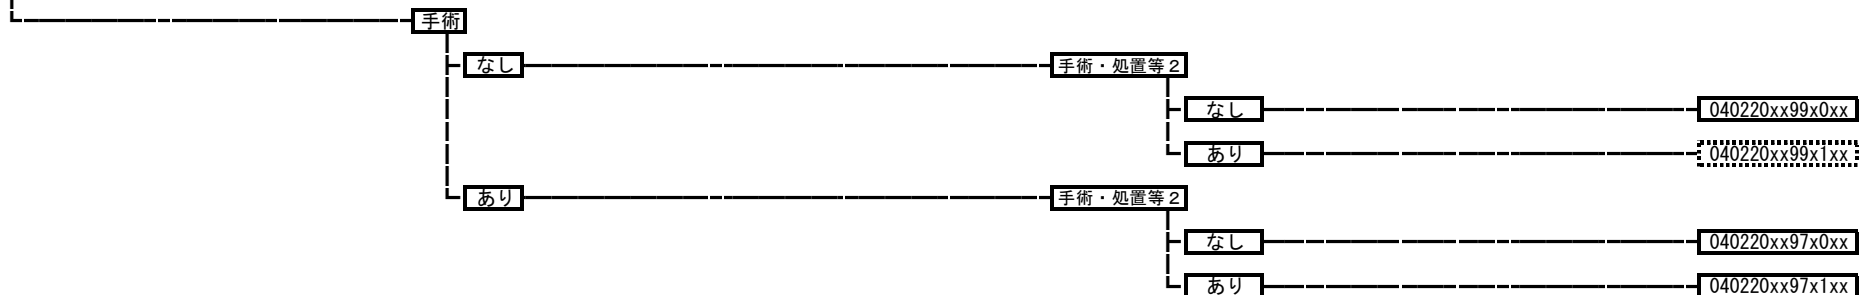 手術
なし 手術・処置等2
なし 040220xx99x0xx
あり 040220xx99x1xx
あり 手術・処置等2
なし 040220xx97x0xx
あり 040220xx97x1xx